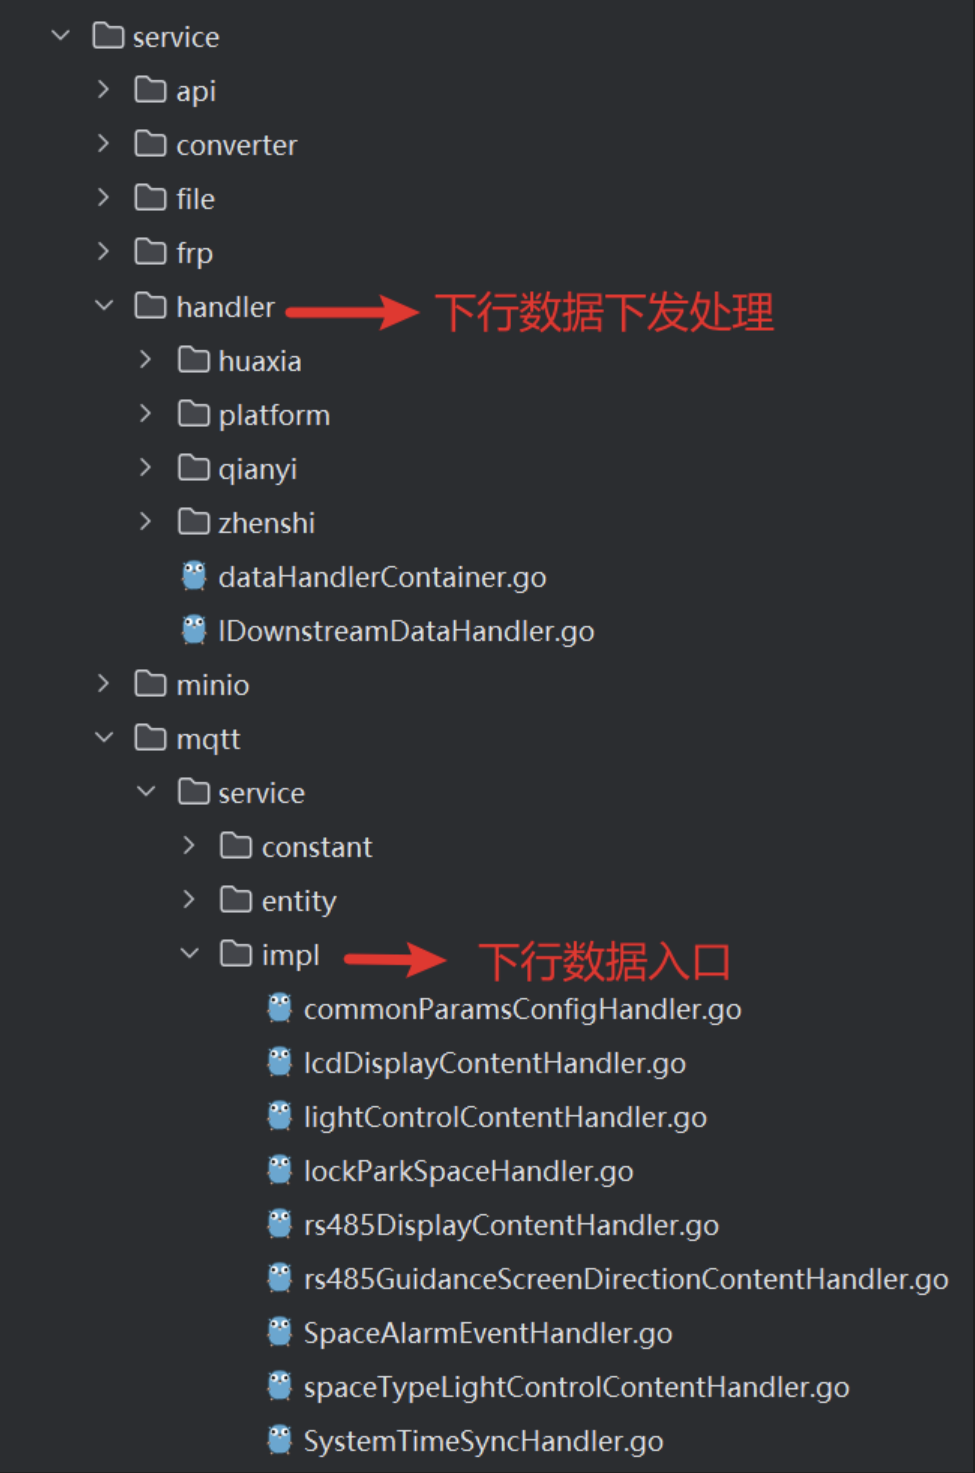 service
api
converter
file
frp
handler 下行数据下发处理
huaxia
platform
qianyi
zhenshi
dataHandlerContainer.go
IDownstreamDataHandler.go
minio
mqtt
service
constant
entity
impl 下行数据入口
commonParamsConfigHandler.go
lcdDisplayContentHandler.go
lightControlContentHandler.go
lockParkSpaceHandler.go
rs485DisplayContentHandler.go
rs485GuidanceScreenDirectionContentHandler.go
SpaceAlarmEventHandler.go
spaceTypeLightControlContentHandler.go
SystemTimeSyncHandler.go